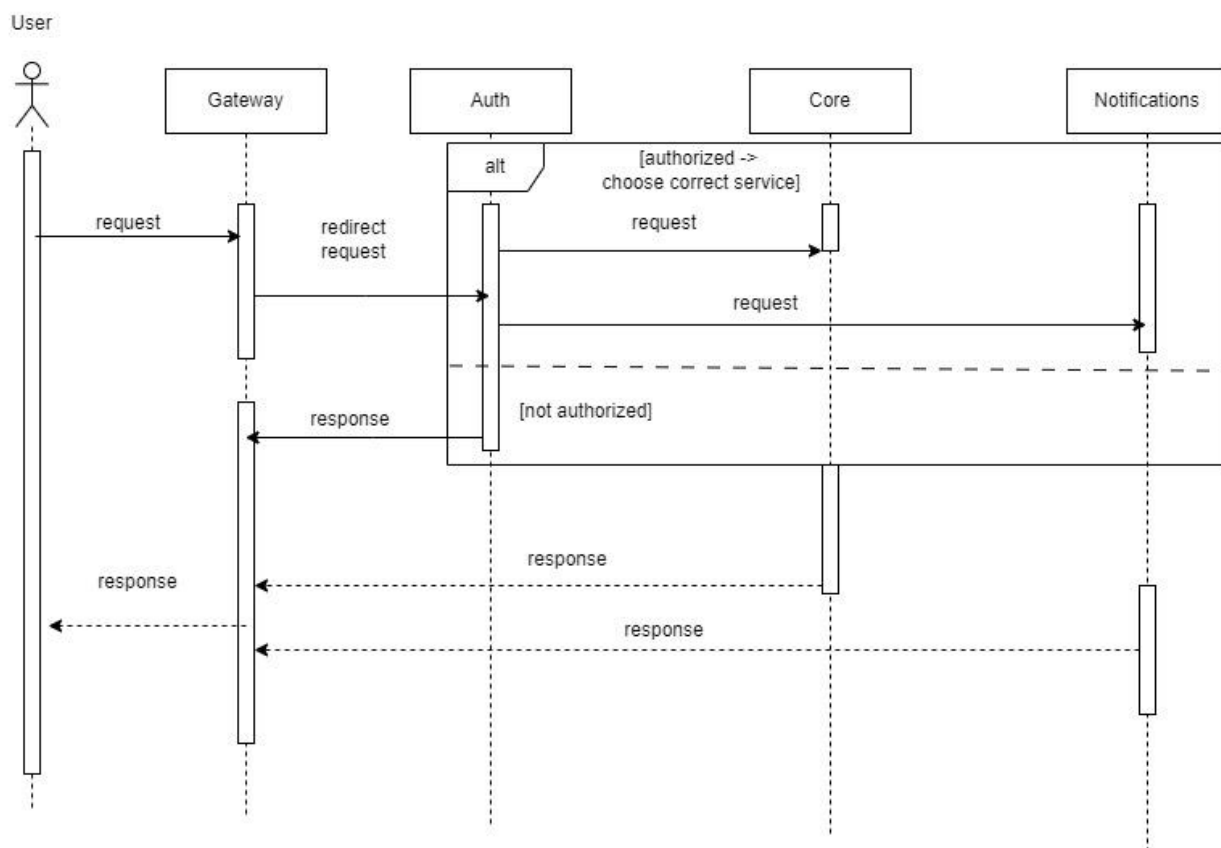 User
Gateway
Auth
Core
Notifications
alt
[authorized ->
choose correct service]
request
redirect
request
request
request
[not authorized]
response
response
response
response